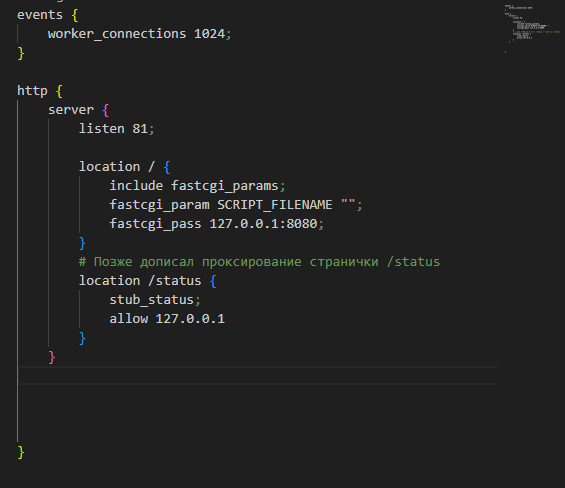 events {
worker_connections 1024;
}
http {
server {
listen 81;
location / {
include fastcgi_params;
fastcgi_param SCRIPT_FILENAME "";
fastcgi_pass 127.0.0.1:8080;
}
# Позже дописал проксирование странички /status
location /status {
stub_status;
allow 127.0.0.1
}
}
}